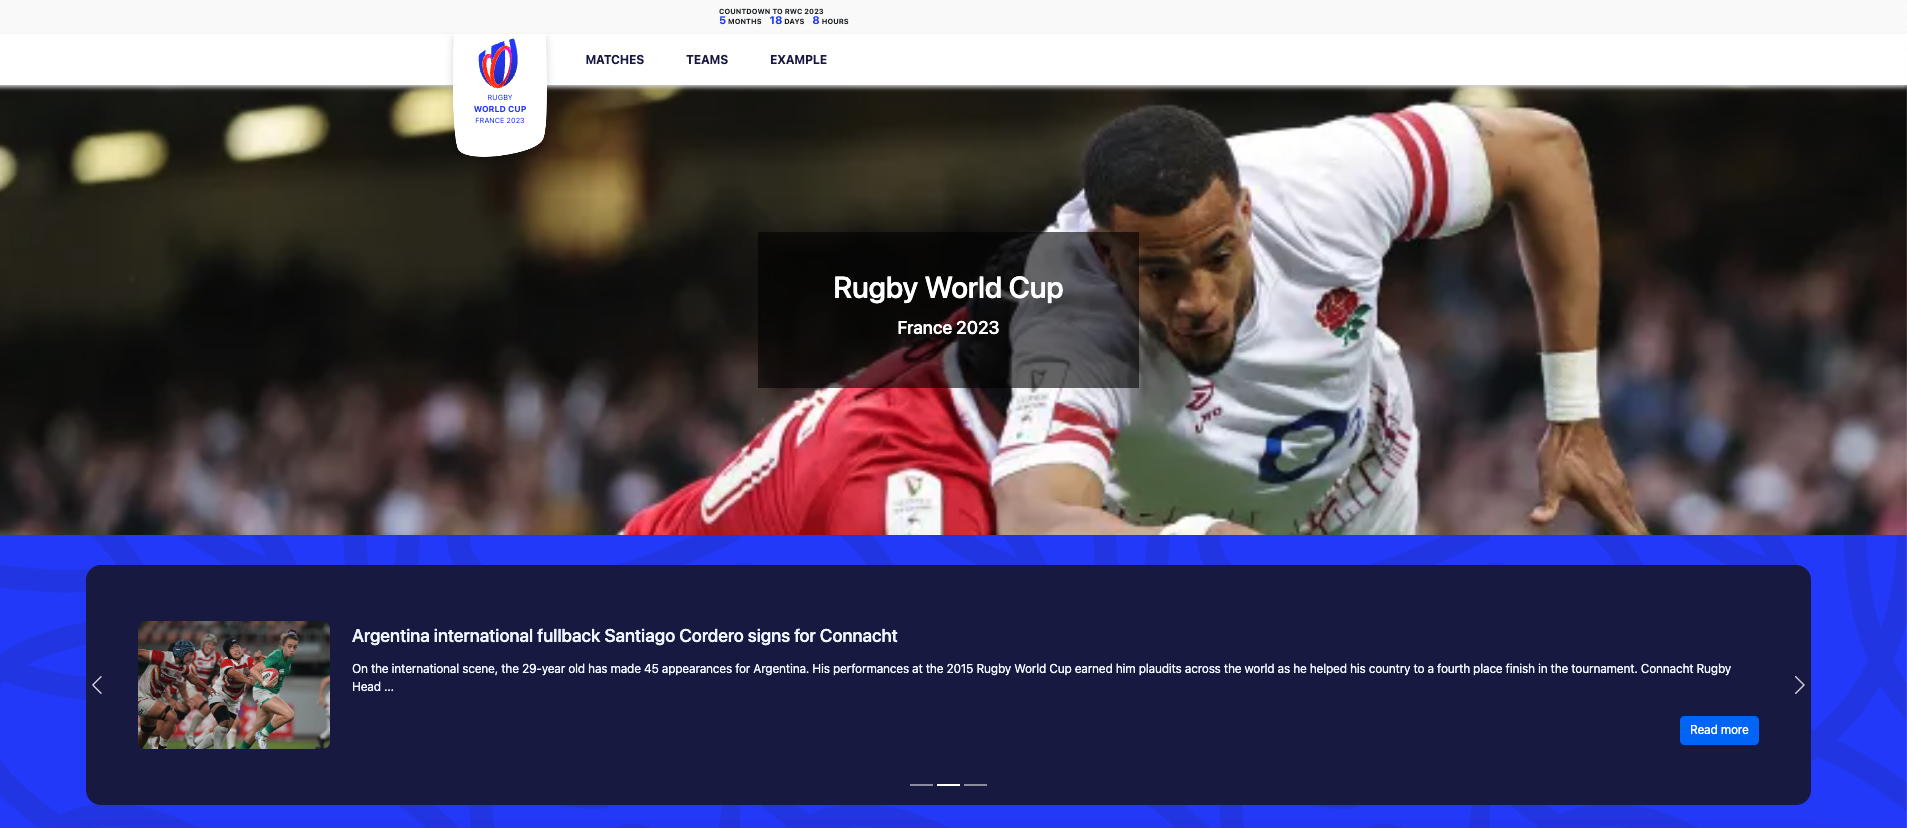 COUNTDOWN TO RWC 2023
5 MONTHS 18 DAYS 8 HOURS
RUGBY
WORLD CUP
FRANCE 2023
MATCHES TEAMS EXAMPLE
Rugby World Cup
France 2023
Argentina international fullback Santiago Cordero signs for Connacht
On the international scene, the 29-year old has made 45 appearances for Argentina. His performances at the 2015 Rugby World Cup earned him plaudits across the world as he helped his country to a fourth place finish in the tournament. Connacht Rugby
Head ...
Read more